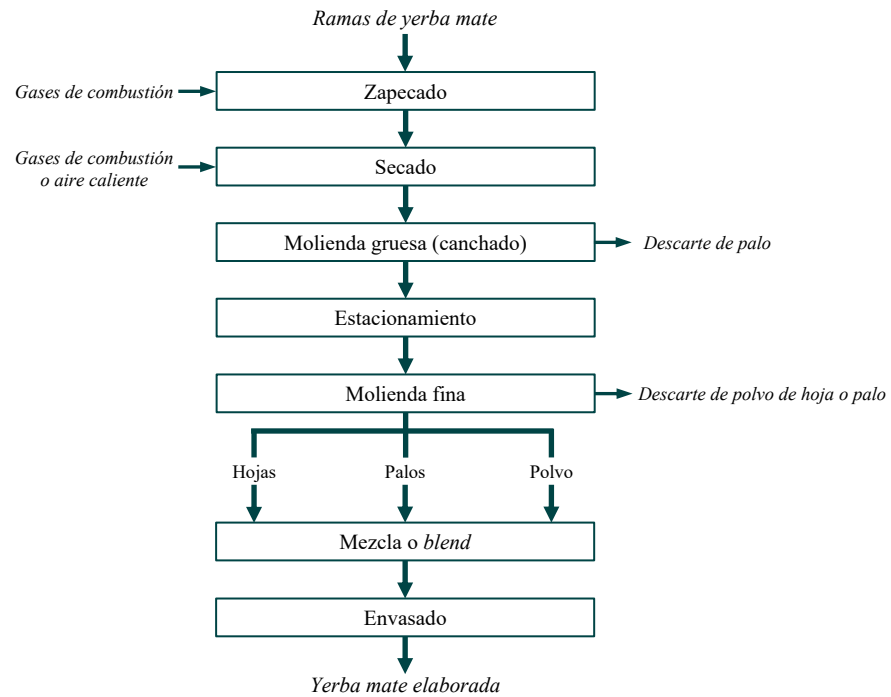 Ramas de yerba mate
Gases de combustión
Zapecado
Gases de combustión
o aire caliente
Secado
Molienda gruesa (canchado)
Descarte de palo
Estacionamiento
Molienda fina
Descarte de polvo de hoja o palo
Hojas
Palos
Polvo
Mezcla o blend
Envasado
Yerba mate elaborada